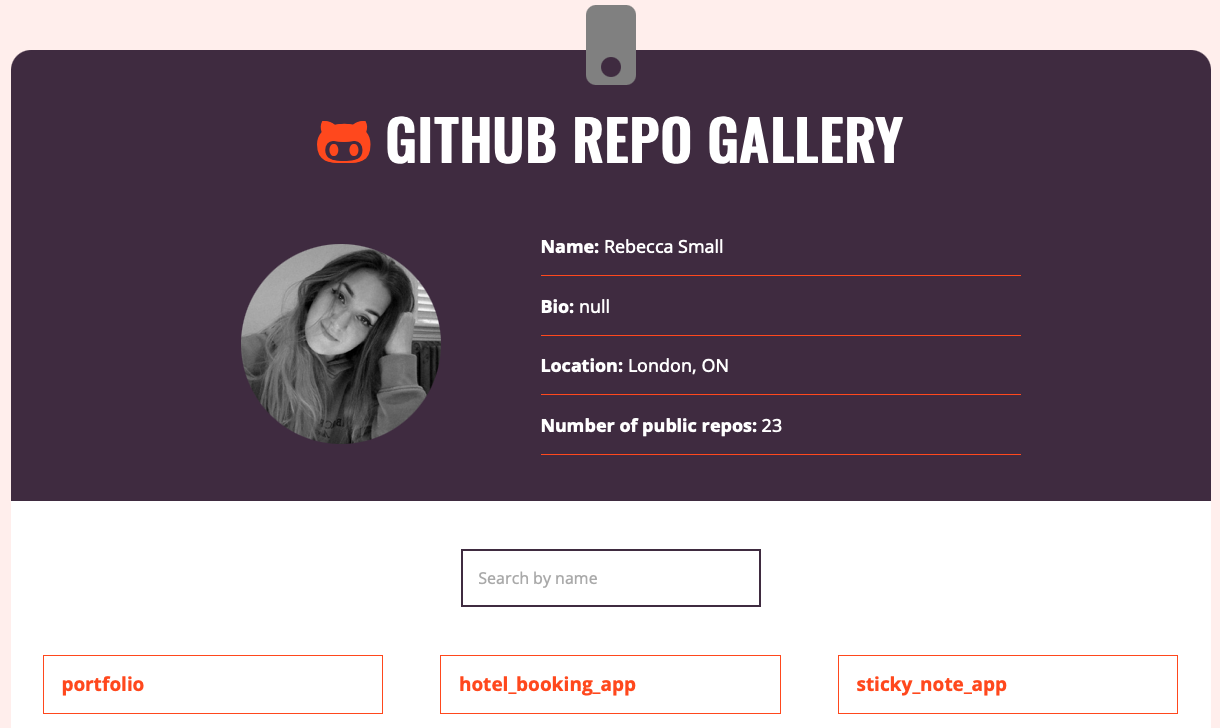 GITHUB REPO GALLERY
Name: Rebecca Small
Bio: null
Location: London, ON
Number of public repos: 23
Search by name
portfolio
hotel_booking_app
sticky_note_app